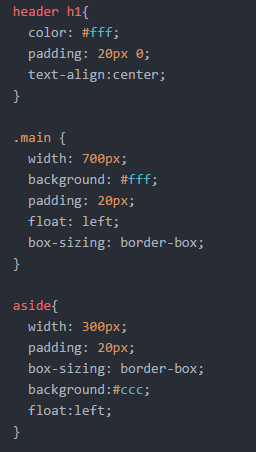 header h1{
  color: #fff;
  padding: 20px 0;
  text-align:center;
}

.main {
  width: 700px;
  background: #fff;
  padding: 20px;
  float: left;
  box-sizing: border-box;
}

aside{
  width: 300px;
  padding: 20px;
  box-sizing: border-box;
  background:#ccc;
  float:left;
}